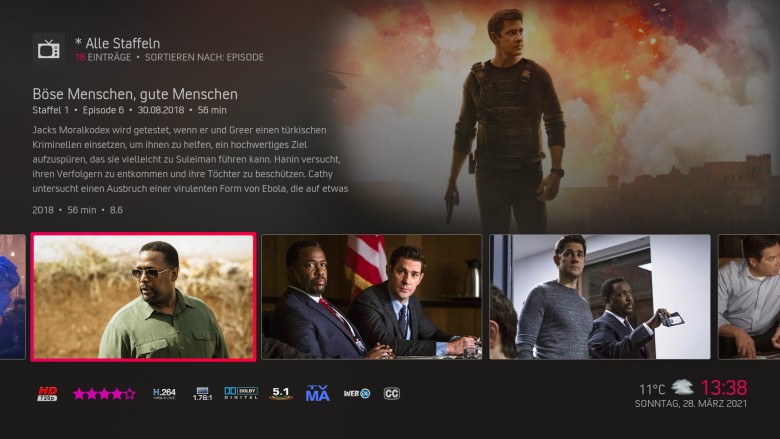 * Alle Staffeln
16 EINTRÄGE • SORTIEREN NACH: EPISODE
Böse Menschen, gute Menschen
Staffel 1 • Episode 6 • 30.08.2018 • 56 min
Jacks Moralkodex wird getestet, wenn er und Greer einen türkischen
Kriminellen einsetzen, um ihnen zu helfen, ein hochwertiges Ziel
aufzuspüren, das sie vielleicht zu Suleiman führen kann. Hanin versucht,
ihren Verfolgern zu entkommen und ihre Töchter zu beschützen. Cathy
untersucht einen Ausbruch einer virulenten Form von Ebola, die auf etwas
2018 • 56 min • 8.6
HD
720p
H.264
1.78:1
DOLBY
DIGITAL
5.1
TV
MA
WEB
CC
11°C 13:38
SONNTAG, 28. MÄRZ 2021